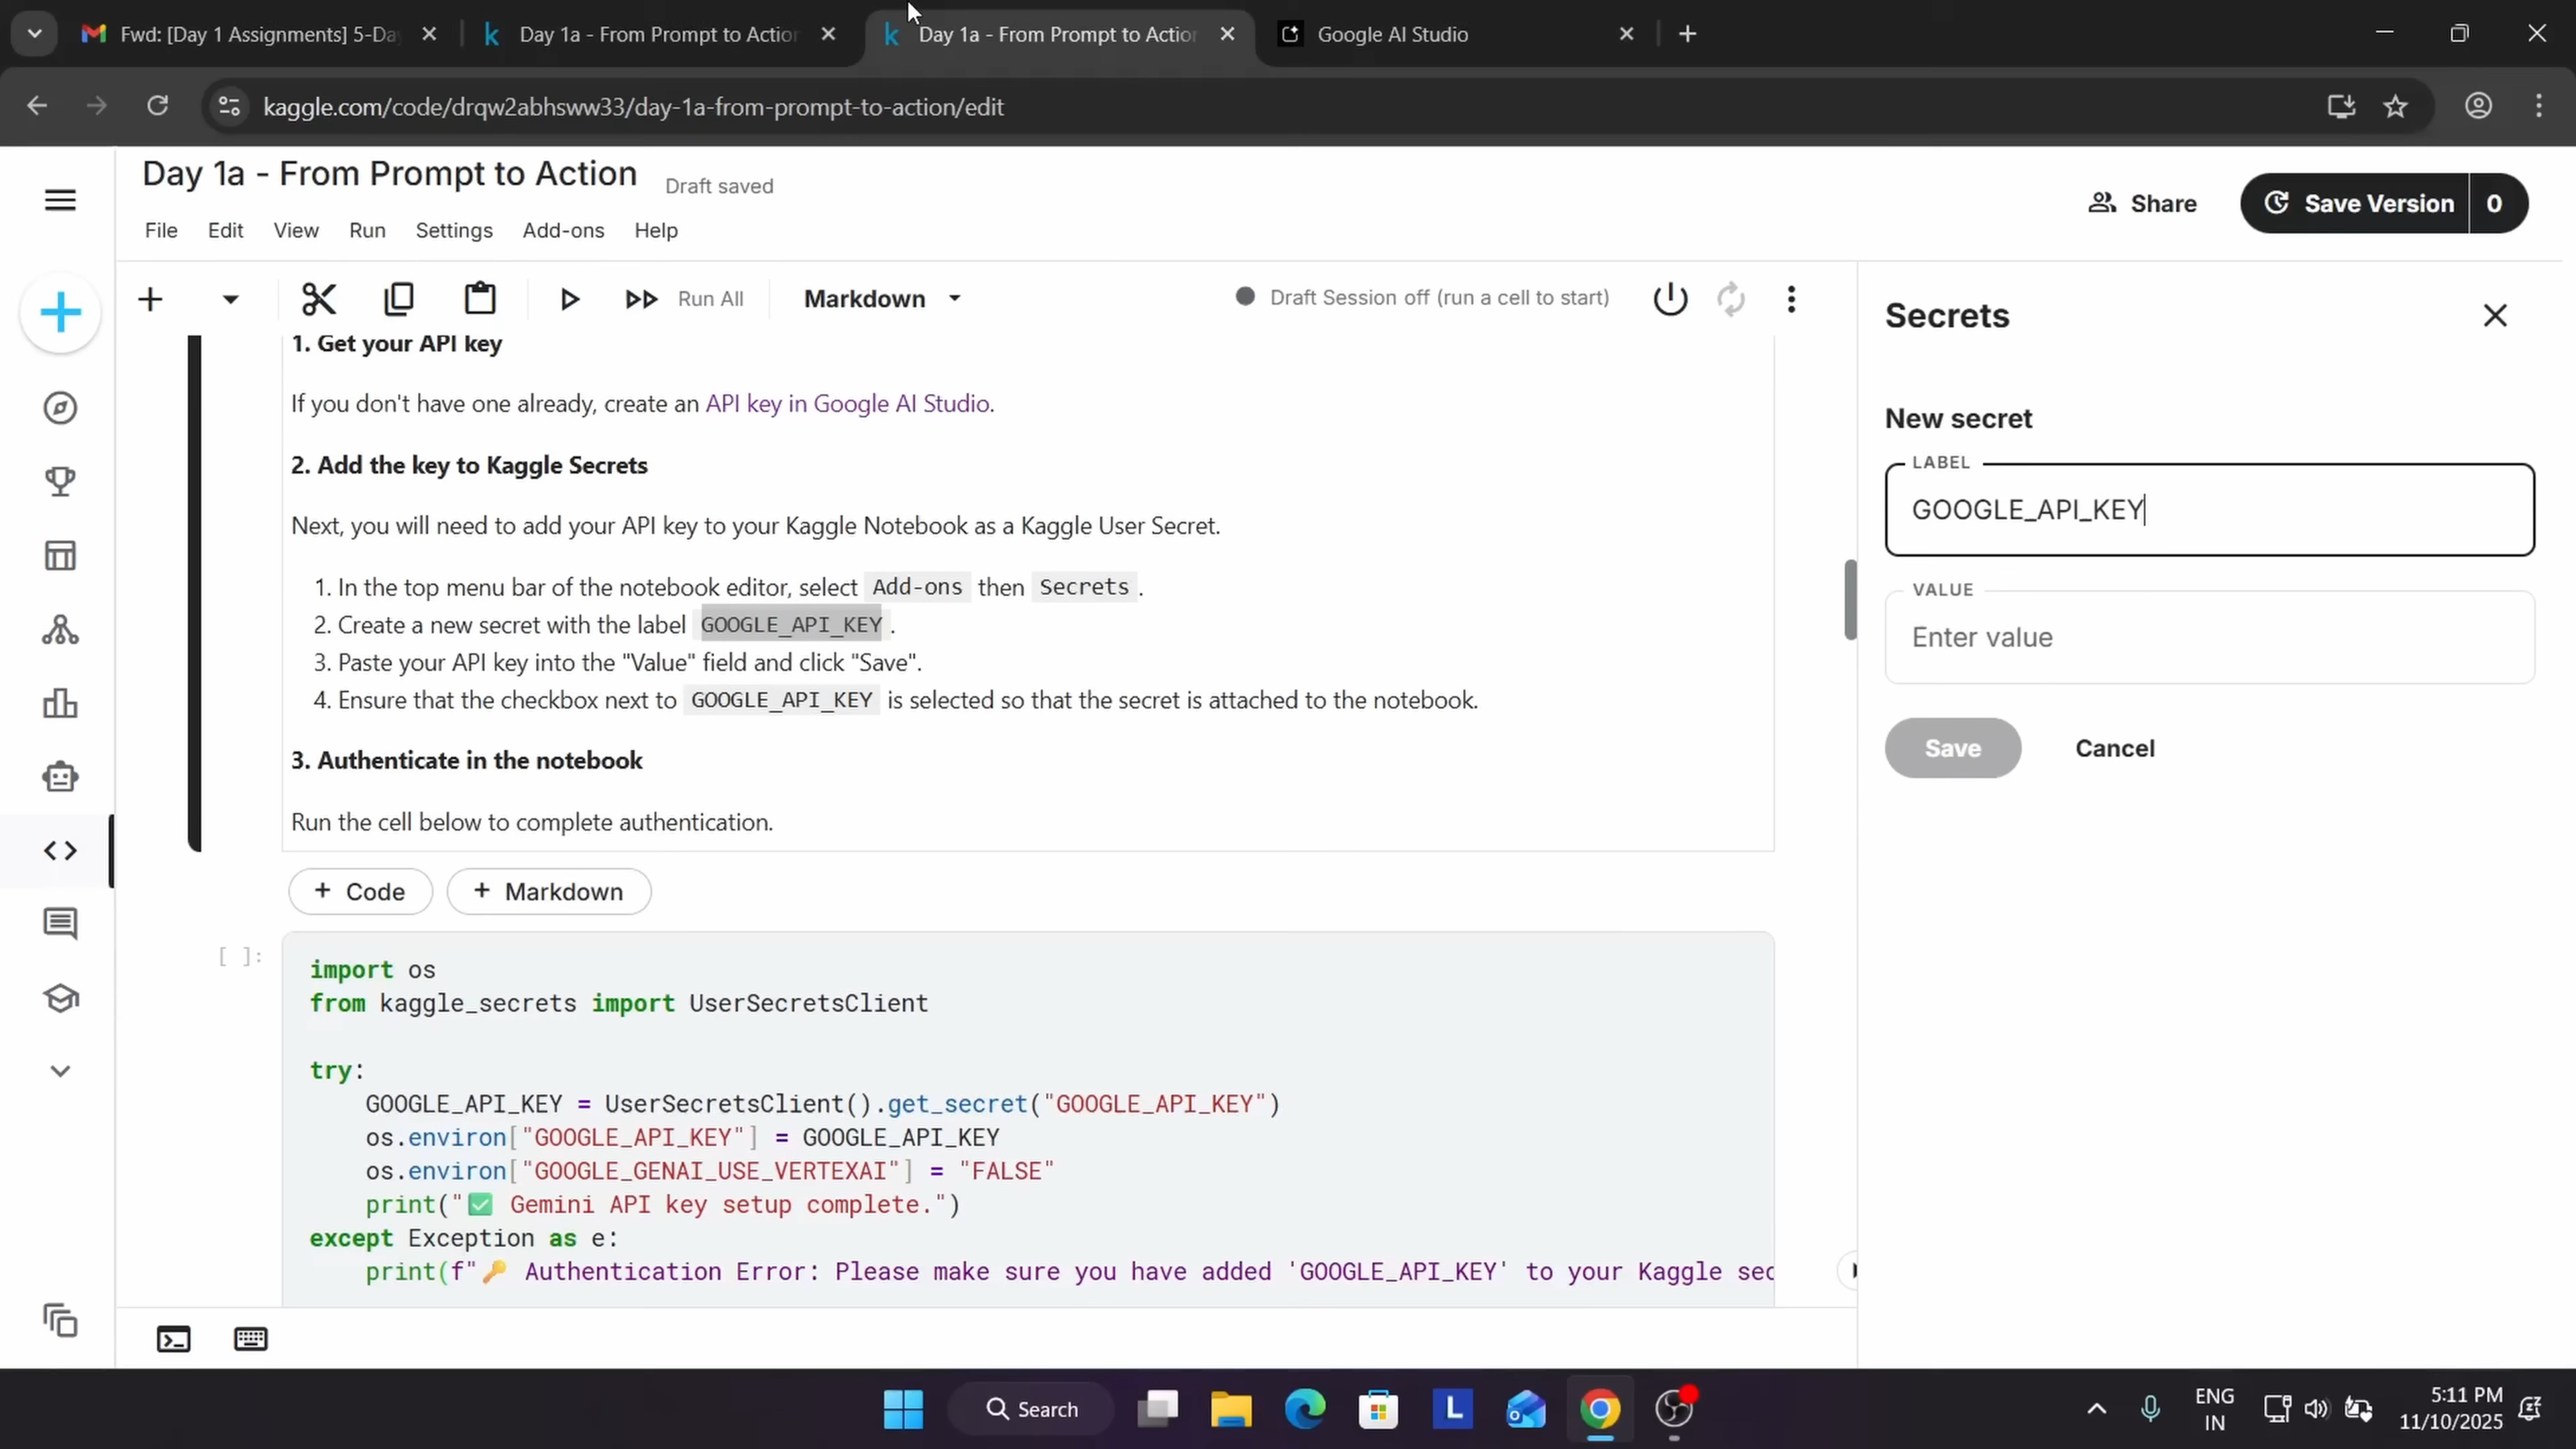 Fwd: [Day 1 Assignments] 5-Da
Day 1a - From Prompt to Action
Day 1a - From Prompt to Action
Google AI Studio
kaggle.com/code/drqw2abhsww33/day-1a-from-prompt-to-action/edit
Day 1a - From Prompt to Action
Draft saved
File Edit View Run Settings Add-ons Help
Share
Save Version 0
Run All
Markdown
Draft Session off (run a cell to start)
1. Get your API key
If you don't have one already, create an API key in Google AI Studio.
2. Add the key to Kaggle Secrets
Next, you will need to add your API key to your Kaggle Notebook as a Kaggle User Secret.
1. In the top menu bar of the notebook editor, select Add-ons then Secrets.
2. Create a new secret with the label GOOGLE_API_KEY.
3. Paste your API key into the "Value" field and click "Save".
4. Ensure that the checkbox next to GOOGLE_API_KEY is selected so that the secret is attached to the notebook.
3. Authenticate in the notebook
Run the cell below to complete authentication.
+ Code
+ Markdown
[ ]:
import os
from kaggle_secrets import UserSecretsClient
try:
GOOGLE_API_KEY = UserSecretsClient().get_secret("GOOGLE_API_KEY")
os.environ["GOOGLE_API_KEY"] = GOOGLE_API_KEY
os.environ["GOOGLE_GENAI_USE_VERTEXAI"] = "FALSE"
print("✅ Gemini API key setup complete.")
except Exception as e:
print(f"🔑 Authentication Error: Please make sure you have added 'GOOGLE_API_KEY' to your Kaggle sec
Secrets
New secret
LABEL
GOOGLE_API_KEY
VALUE
Enter value
Save
Cancel
Search
L
ENG
IN
5:11 PM
11/10/2025